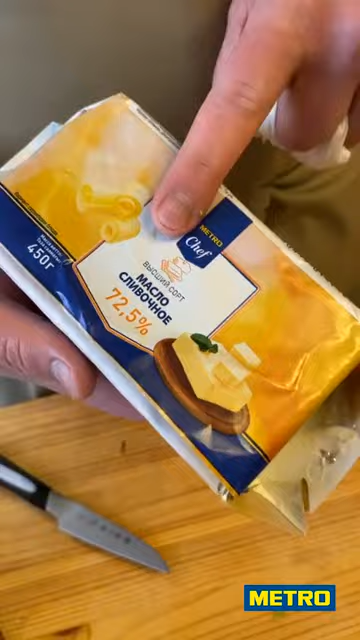 METRO
Chef
ВЫСШИЙ СОРТ
МАСЛО
СЛИВОЧНОЕ
72,5%
450г
METRO